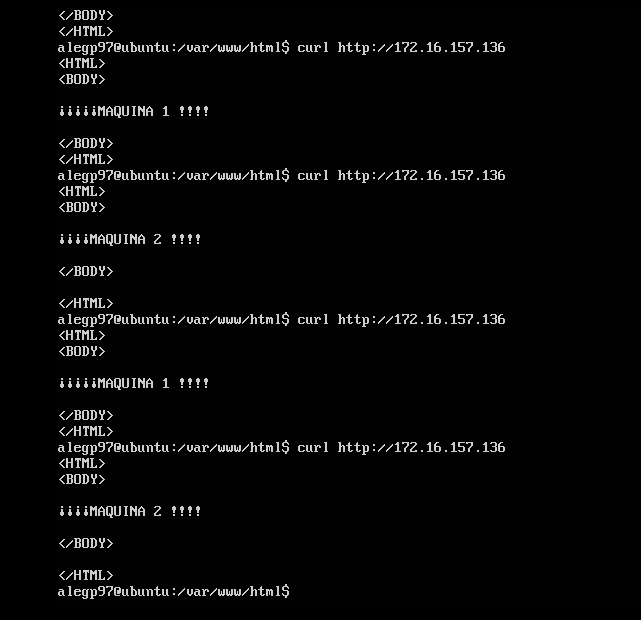 </BODY>
</HTML>
alegp97@ubuntu:/var/www/html$ curl http://172.16.157.136
<HTML>
<BODY>
¡¡¡¡¡MAQUINA 1 !!!!
</BODY>
</HTML>
alegp97@ubuntu:/var/www/html$ curl http://172.16.157.136
<HTML>
<BODY>
¡¡¡¡MAQUINA 2 !!!!
</BODY>
</HTML>
alegp97@ubuntu:/var/www/html$ curl http://172.16.157.136
<HTML>
<BODY>
¡¡¡¡¡MAQUINA 1 !!!!
</BODY>
</HTML>
alegp97@ubuntu:/var/www/html$ curl http://172.16.157.136
<HTML>
<BODY>
¡¡¡¡MAQUINA 2 !!!!
</BODY>
</HTML>
alegp97@ubuntu:/var/www/html$